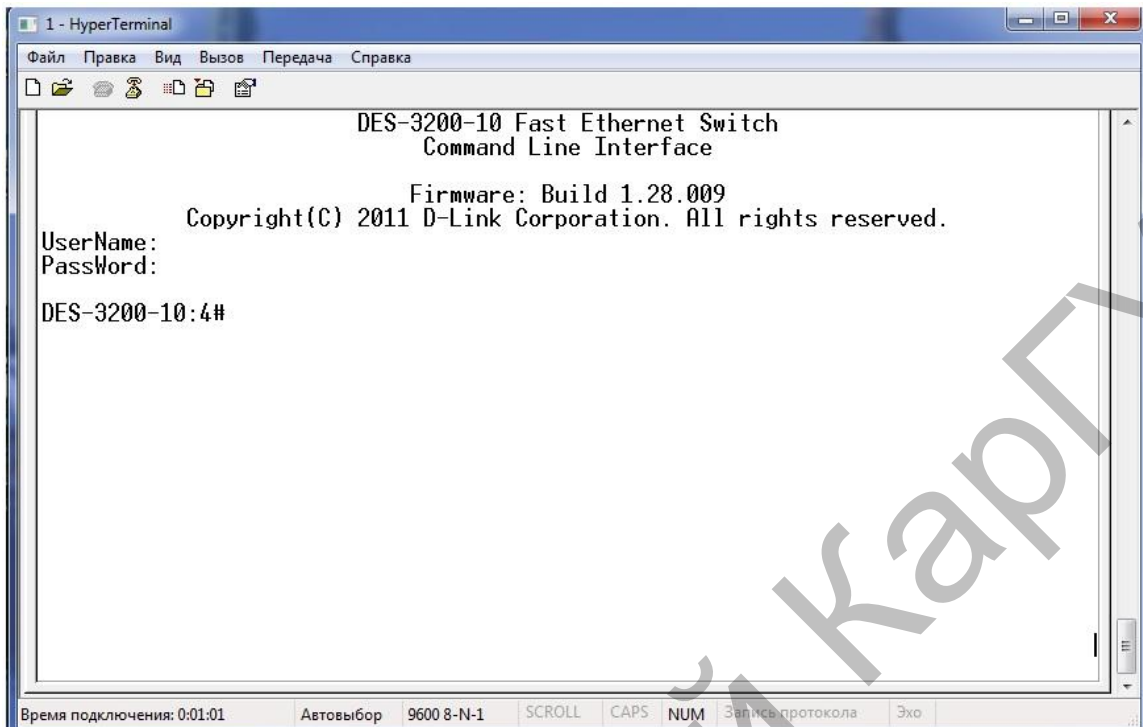 1 - HyperTerminal
Файл Правка Вид Вызов Передача Справка
DES-3200-10 Fast Ethernet Switch
Command Line Interface
Firmware: Build 1.28.009
Copyright(C) 2011 D-Link Corporation. All rights reserved.
UserName:
PassWord:
DES-3200-10:4#
й КарГУ
Время подключения: 0:01:01 Автовыбор 9600 8-N-1 SCROLL CAPS NUM Запись протокола Эхо